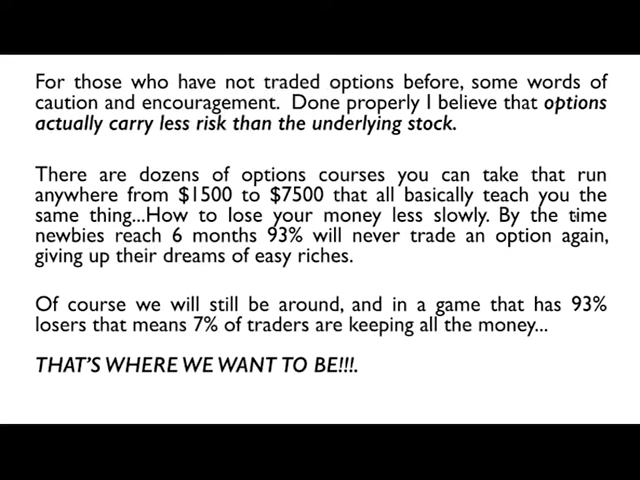 For those who have not traded options before, some words of
caution and encouragement. Done properly I believe that options
actually carry less risk than the underlying stock.
There are dozens of options courses you can take that run
anywhere from $1500 to $7500 that all basically teach you the
same thing...How to lose your money less slowly. By the time
newbies reach 6 months 93% will never trade an option again,
giving up their dreams of easy riches.
Of course we will still be around, and in a game that has 93%
losers that means 7% of traders are keeping all the money...
THAT'S WHERE WE WANT TO BE!!!.